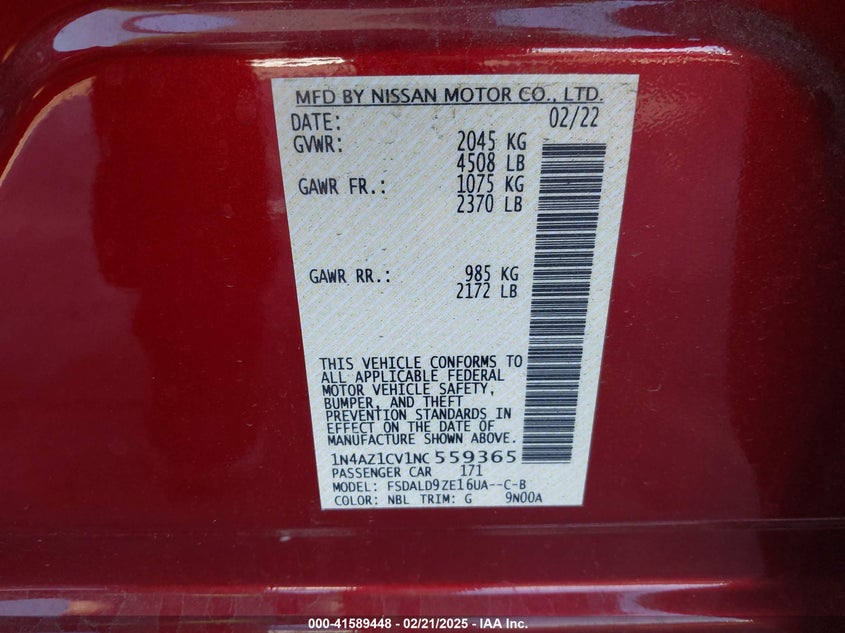 MFD BY NISSAN MOTOR CO., LTD.
DATE: 02/22
GVWR: 2045 KG
4508 LB
GAWR FR.: 1075 KG
2370 LB
GAWR RR.: 985 KG
2172 LB
THIS VEHICLE CONFORMS TO
ALL APPLICABLE FEDERAL
MOTOR VEHICLE SAFETY,
BUMPER, AND THEFT
PREVENTION STANDARDS IN
EFFECT ON THE DATE OF
MANUFACTURE SHOWN ABOVE.
1N4AZ1CV1NC559365
PASSENGER CAR 171
MODEL: FSDALD9ZE16UA--C-B
COLOR: NBL TRIM: G 9N00A
000-41589448 - 02/21/2025 - IAA Inc.